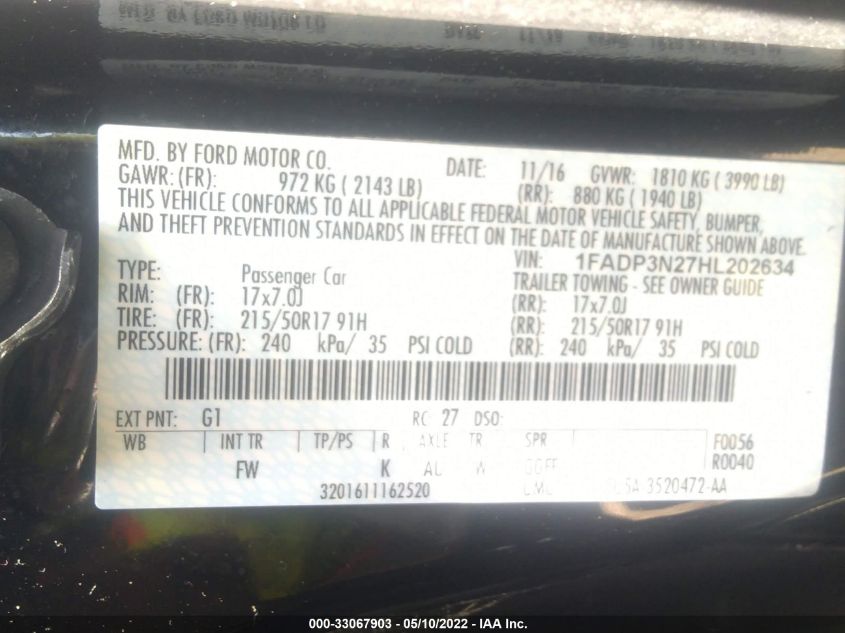 MFD. BY FORD MOTOR CO. DATE: 11/16 GVWR: 1810 KG ( 3990 LB)
GAWR: (FR): 972 KG ( 2143 LB) (RR): 880 KG ( 1940 LB)
THIS VEHICLE CONFORMS TO ALL APPLICABLE FEDERAL MOTOR VEHICLE SAFETY, BUMPER,
AND THEFT PREVENTION STANDARDS IN EFFECT ON THE DATE OF MANUFACTURE SHOWN ABOVE.
VIN: 1FADP3N27HL202634
TYPE: Passenger Car TRAILER TOWING - SEE OWNER GUIDE
RIM: (FR): 17x7.0J (RR): 17x7.0J
TIRE: (FR): 215/50R17 91H (RR): 215/50R17 91H
PRESSURE: (FR): 240 kPa/ 35 PSI COLD (RR): 240 kPa/ 35 PSI COLD
EXT PNT: G1 RC: 27 DSO: F0056
WB INT TR TP/PS R AXLE TR SPR R0040
FW K AU W GGFF
3201611162520 3520472-AA
000-33067903 - 05/10/2022 - IAA Inc.